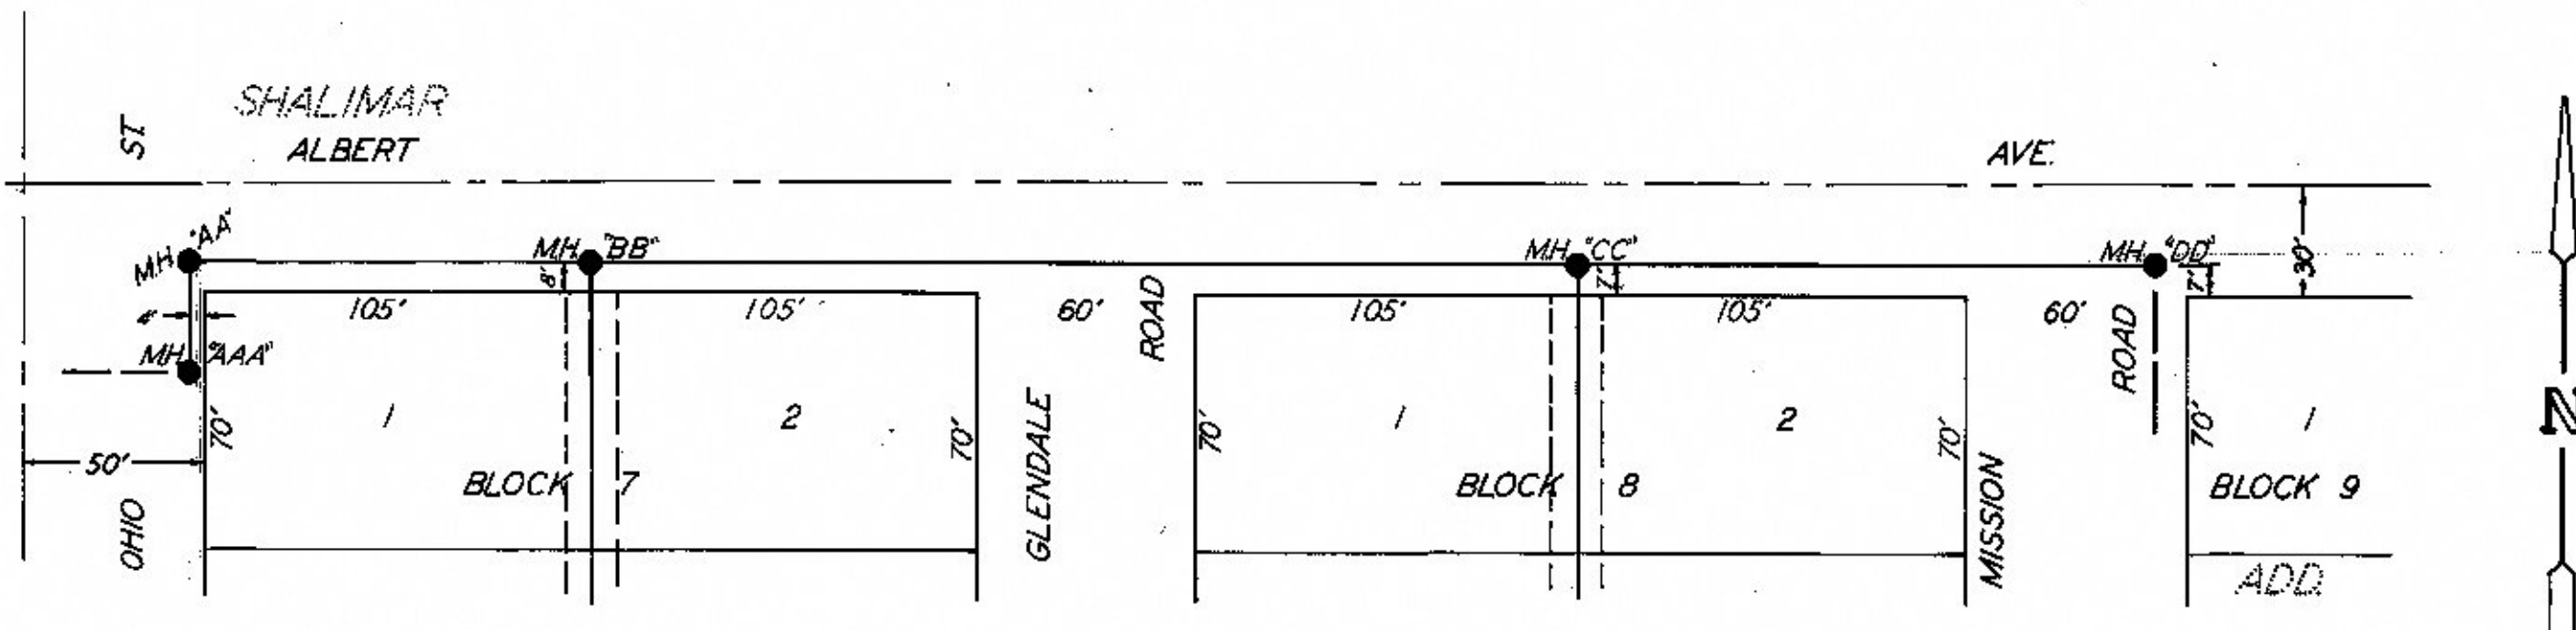 SHALIMAR
ALBERT
AVE.
ST
MH. "AA"
MH. "BB"
MH. "CC"
MH. "DD"
8'
7'
7'
30'
105'
105'
60'
ROAD
105'
105'
60'
ROAD
4'
MH. "AAA"
1
2
1
2
1
70'
70'
70'
70'
70'
50'
BLOCK 7
BLOCK 8
BLOCK 9
OHIO
GLENDALE
MISSION
ADD.
N